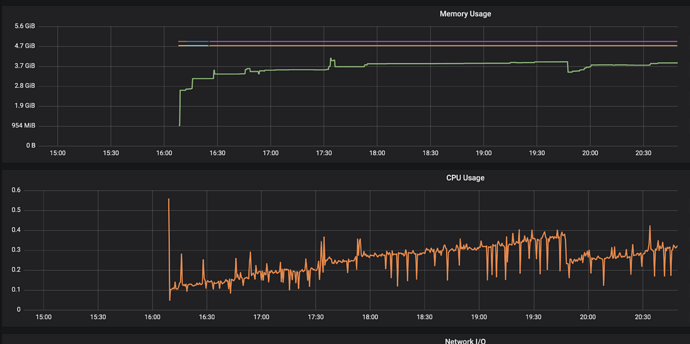 Memory Usage
5.6 GiB
4.7 GiB
3.7 GiB
2.8 GiB
1.9 GiB
954 MiB
0 B
15:00 15:30 16:00 16:30 17:00 17:30 18:00 18:30 19:00 19:30 20:00 20:30
CPU Usage
0.6
0.5
0.4
0.3
0.2
0.1
0
15:00 15:30 16:00 16:30 17:00 17:30 18:00 18:30 19:00 19:30 20:00 20:30
Network I/O